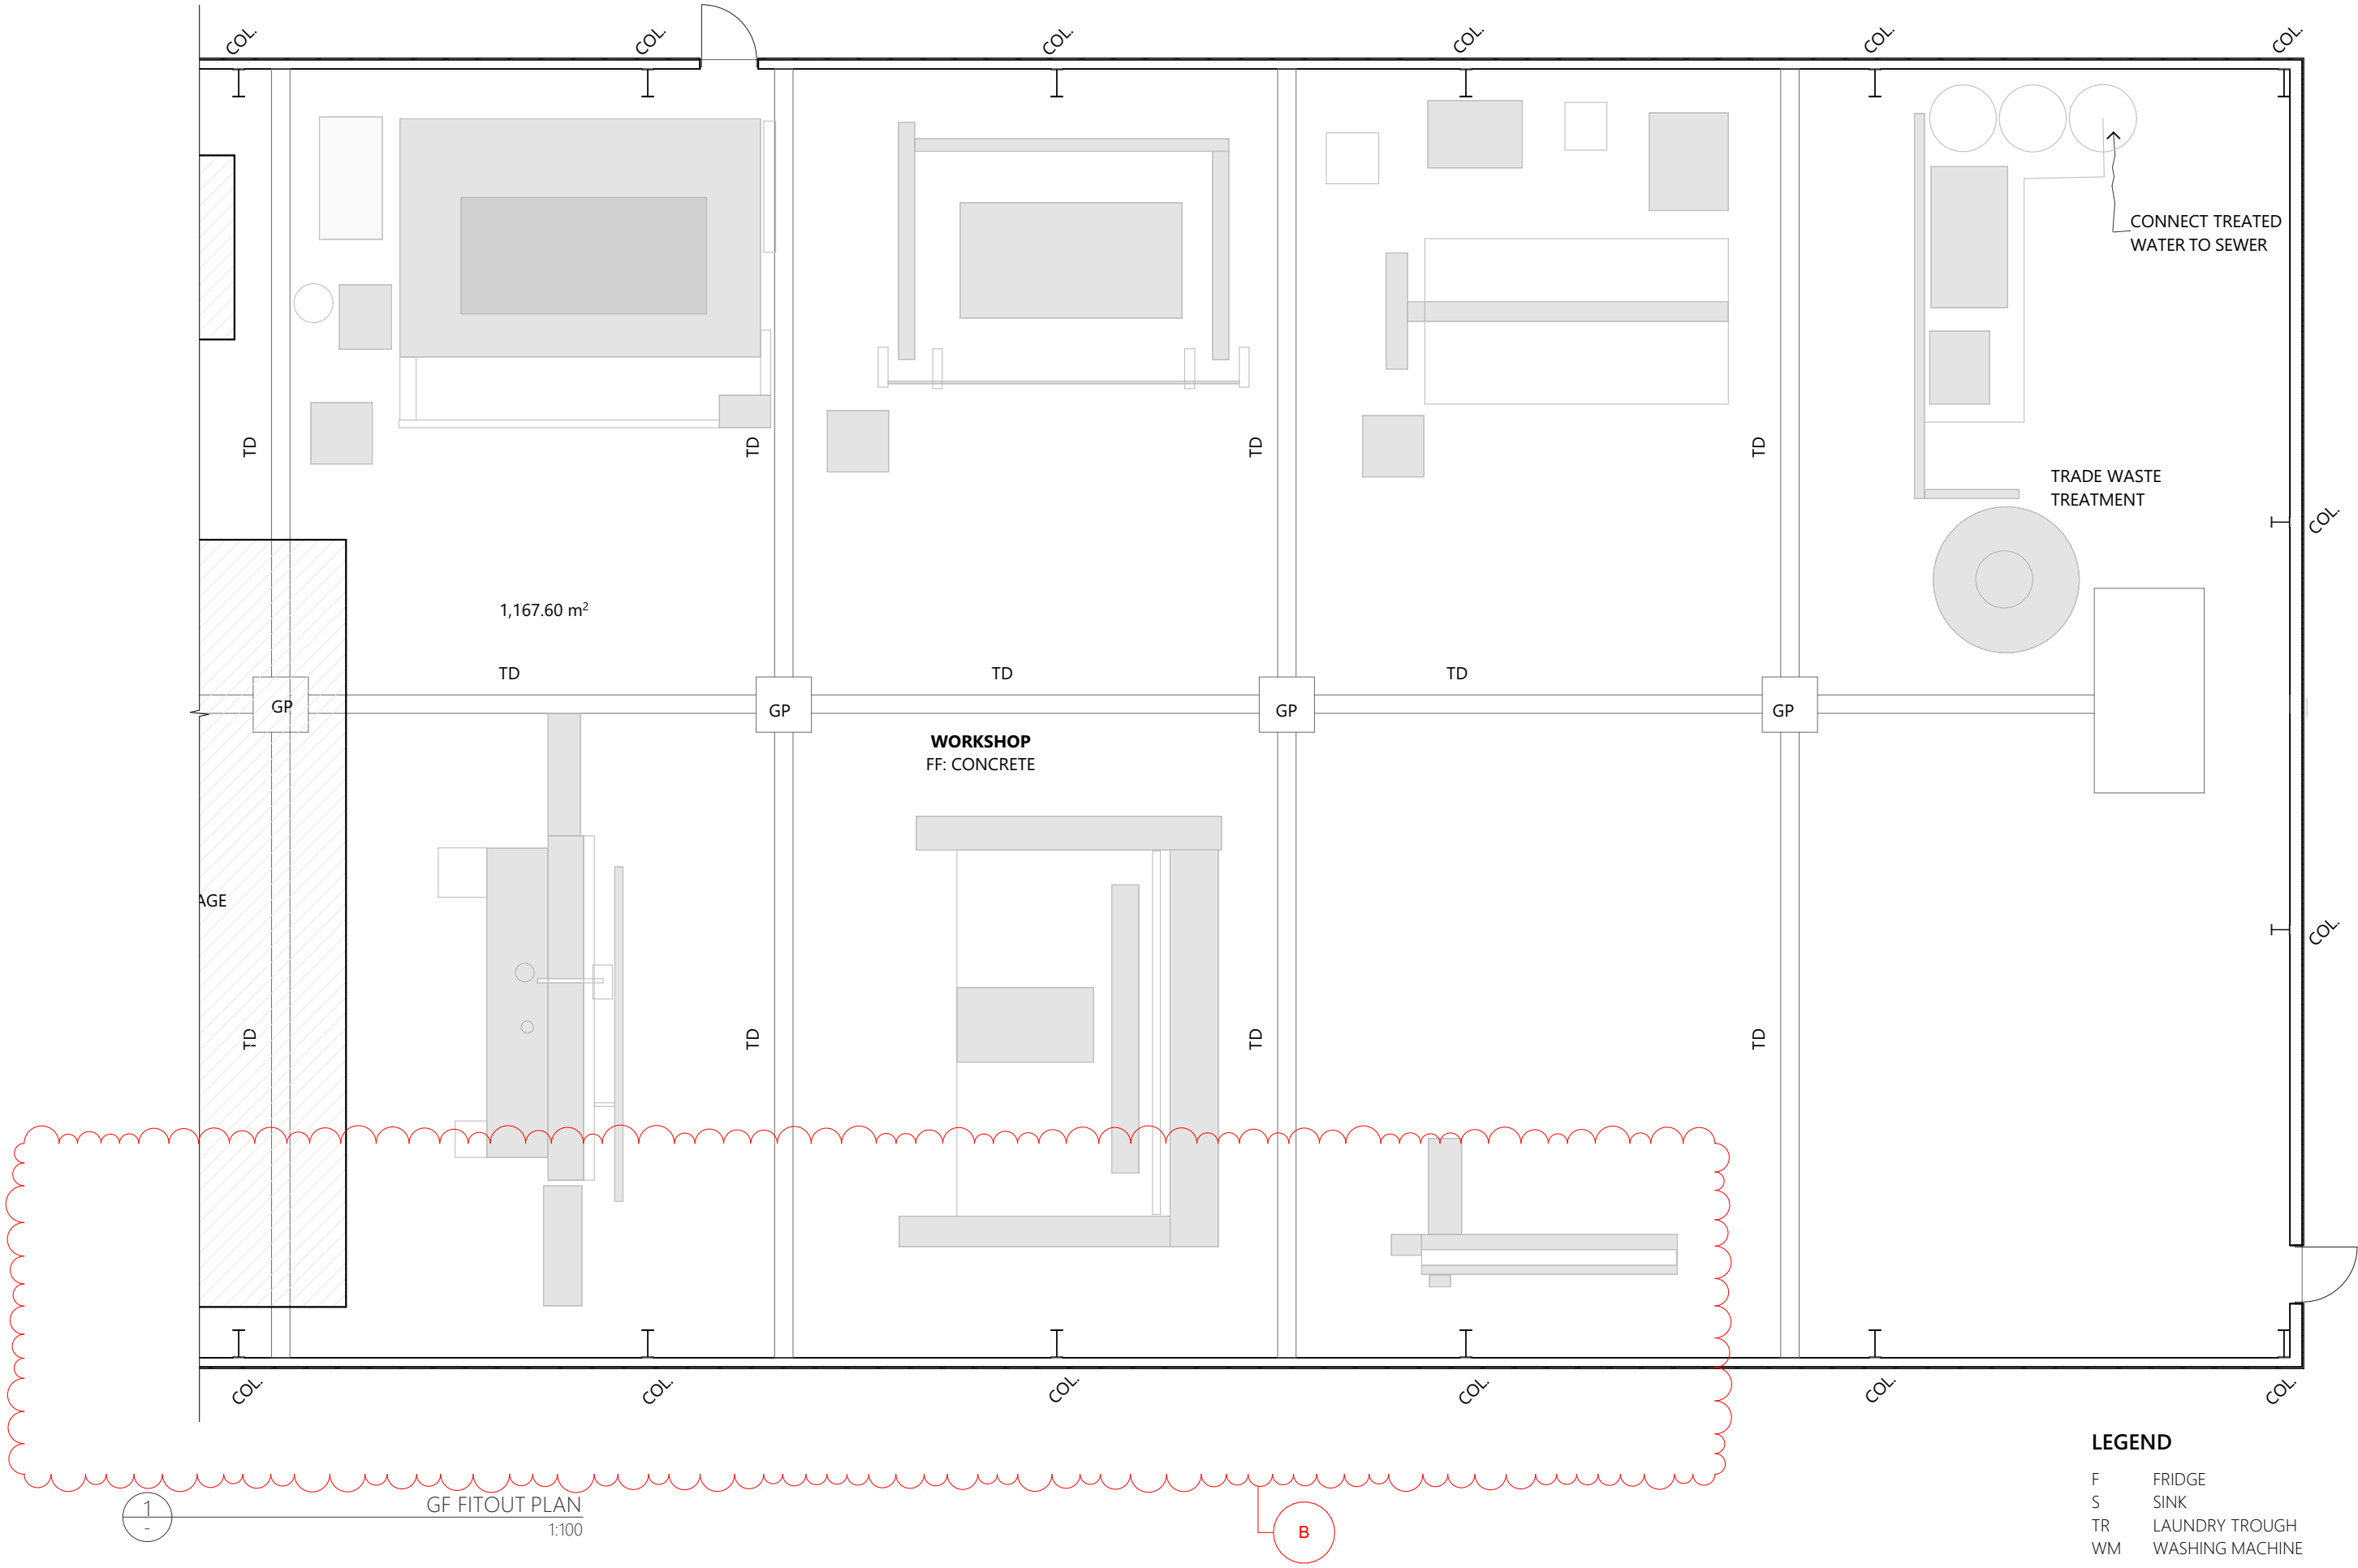 COL.
COL.
COL.
COL.
COL.
COL.
CONNECT TREATED
WATER TO SEWER
TD
TD
TD
TD
TRADE WASTE
TREATMENT
COL.
1,167.60 m²
TD
TD
TD
GP
GP
GP
GP
WORKSHOP
FF: CONCRETE
AGE
COL.
TD
TD
TD
TD
COL.
COL.
COL.
COL.
COL.
COL.
LEGEND
F FRIDGE
S SINK
TR LAUNDRY TROUGH
WM WASHING MACHINE
1
-
GF FITOUT PLAN
1:100
B